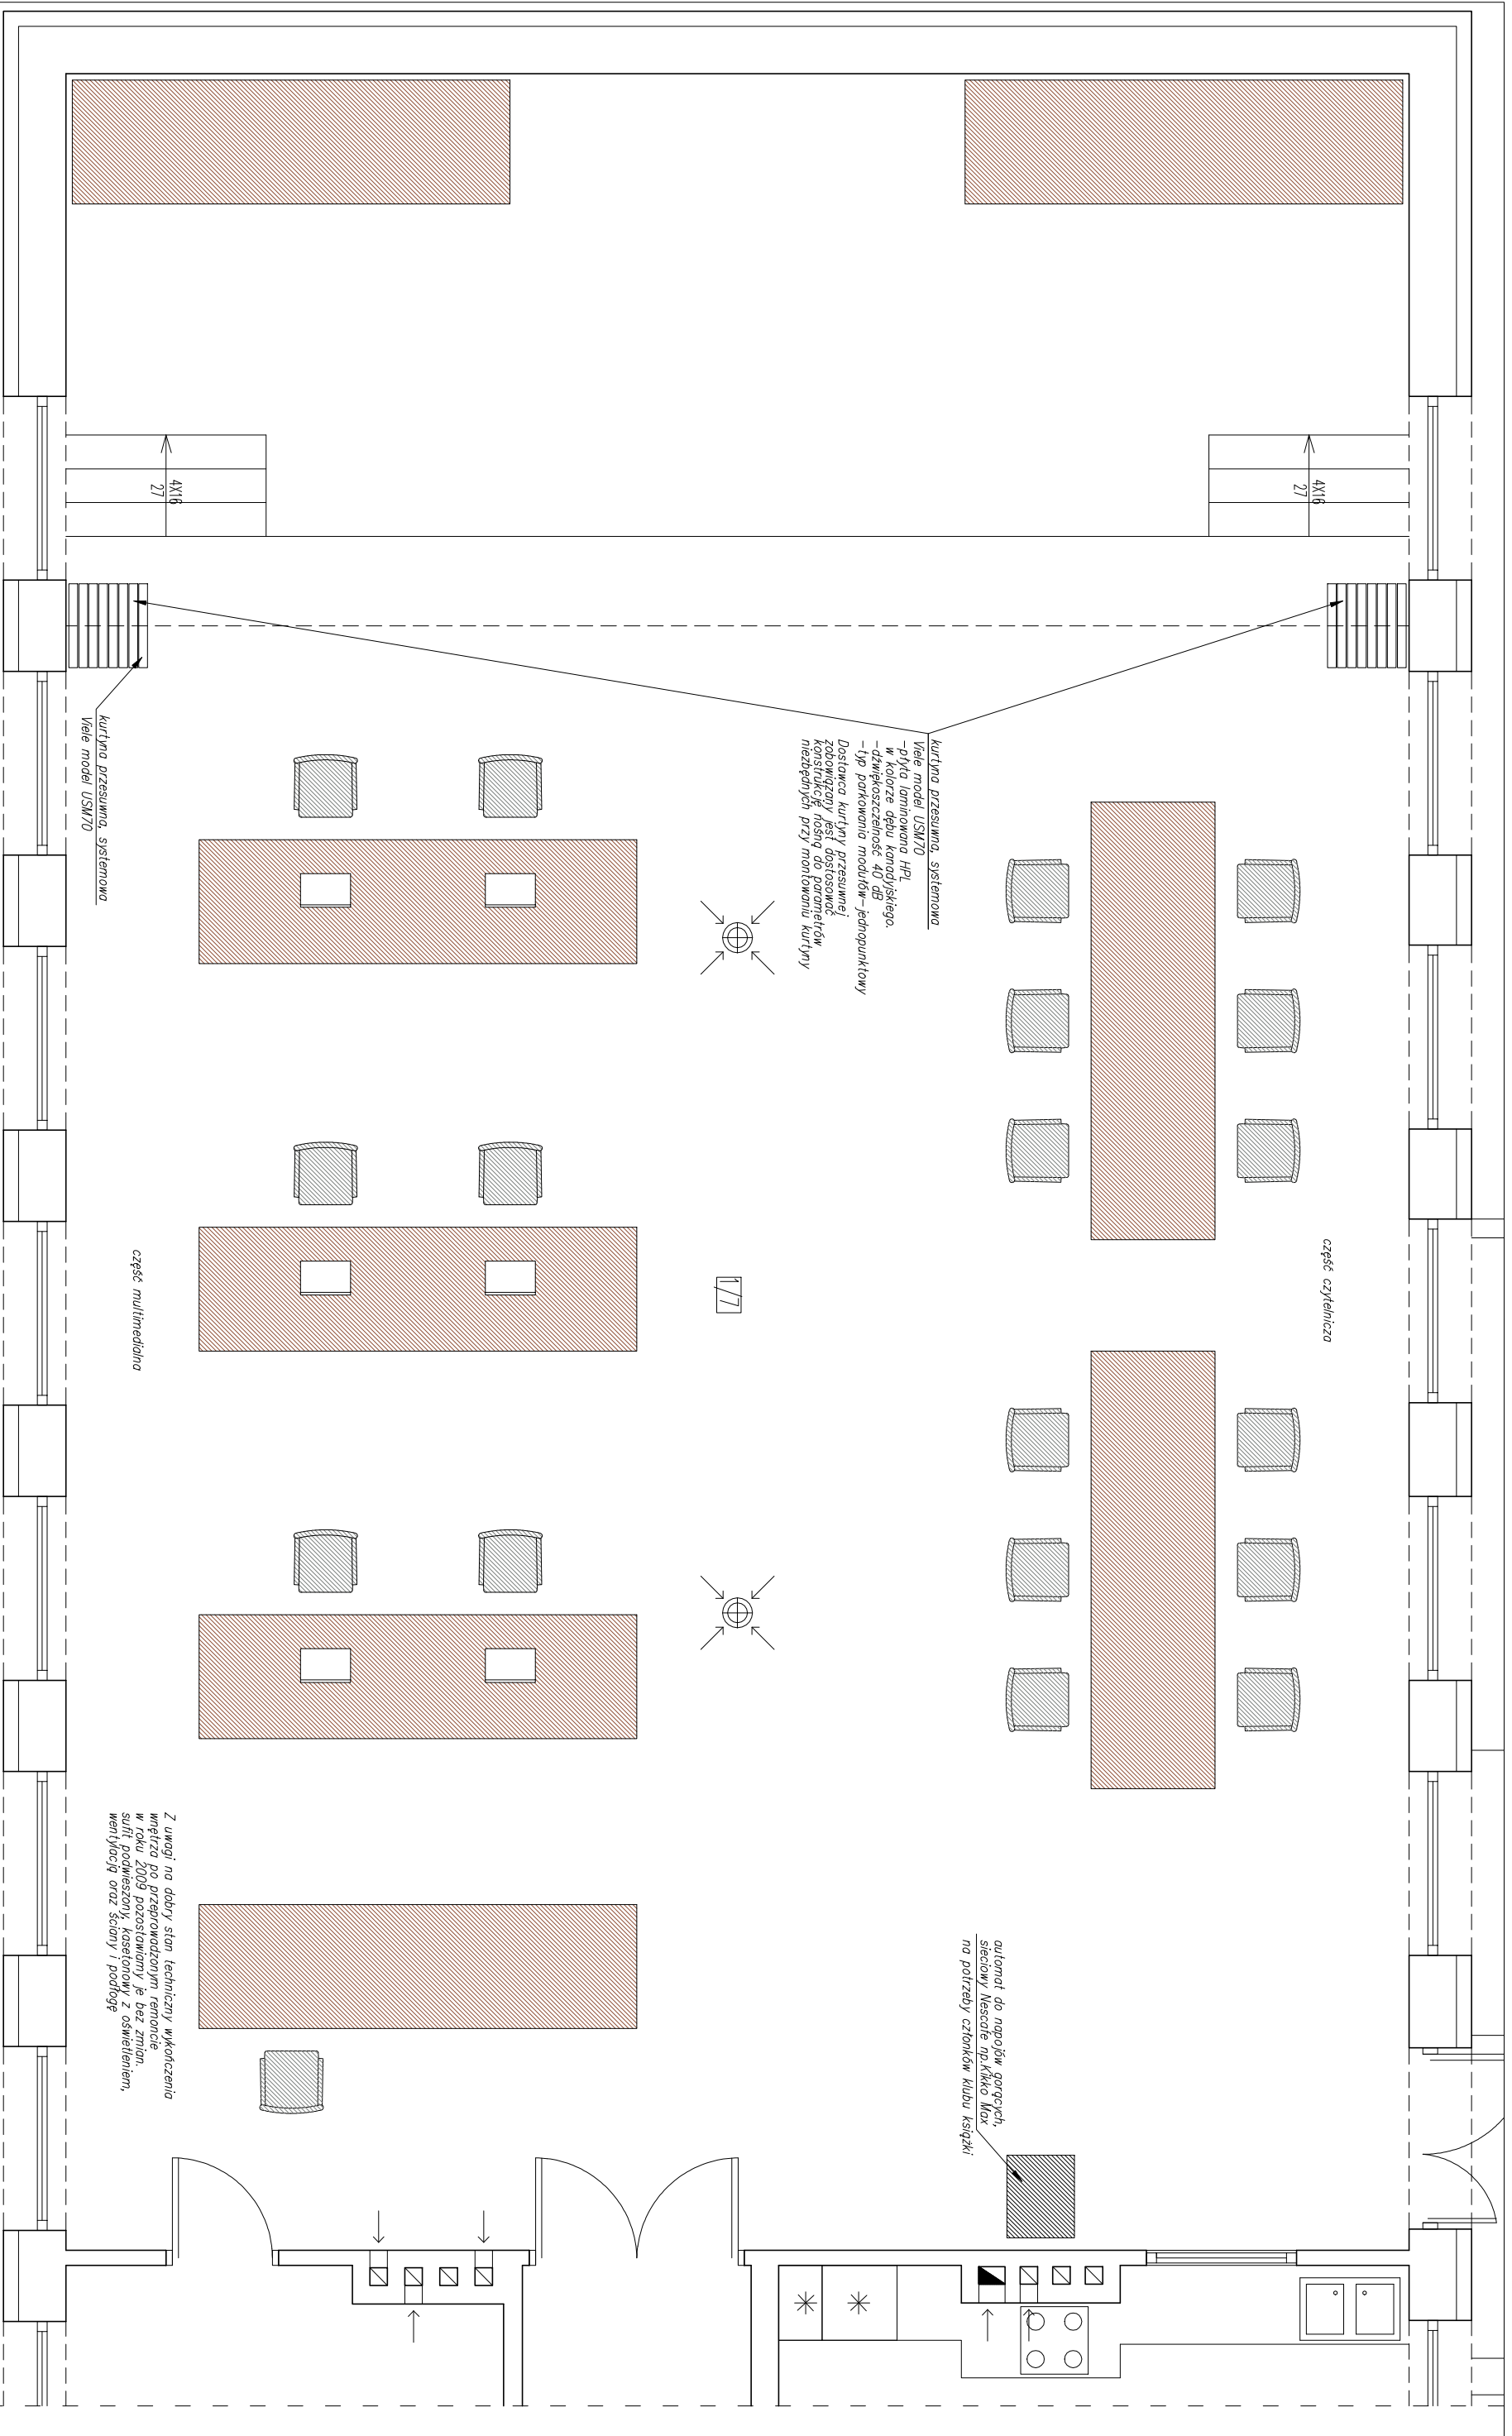 4X16
27
4X16
27
kurtyna przesuwna, systemowa
Viele model USM70
-płyta laminowana HPL
w kolorze dębu kanadyjskiego.
-dźwiękoszczelność 40 dB
-typ parkowania modułów-jednopunktowy
Dostawca kurtyny przesuwnej
zobowiązany jest dostosować
konstrukcję nośną do parametrów
niezbędnych przy montowaniu kurtyny
kurtyna przesuwna, systemowa
Viele model USM70
część czytelnicza
1/7
część multimedialna
automat do napojów gorących,
sieciowy Nescafe np.Kikko Max
na potrzeby członków klubu książki
Z uwagi na dobry stan techniczny wykończenia
wnętrza po przeprowadzonym remoncie
w roku 2009 pozostawiamy je bez zmian.
sufit podwieszony, kasetonowy z oświetleniem,
wentylacją oraz ściany i podłogę